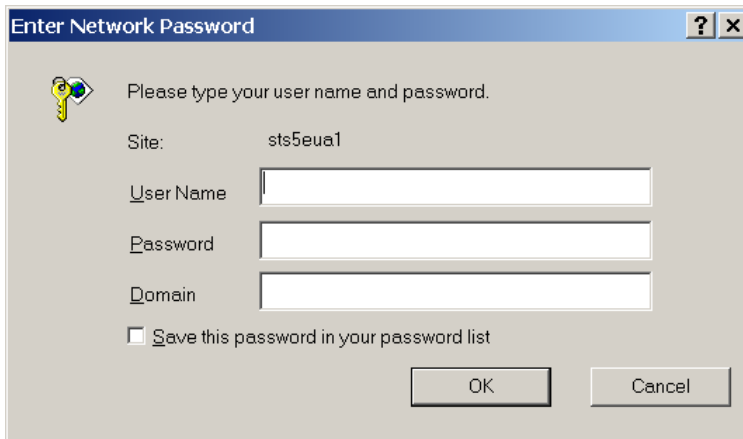 Enter Network Password
Please type your user name and password.
Site: sts5eua1
User Name
Password
Domain
Save this password in your password list
OK Cancel